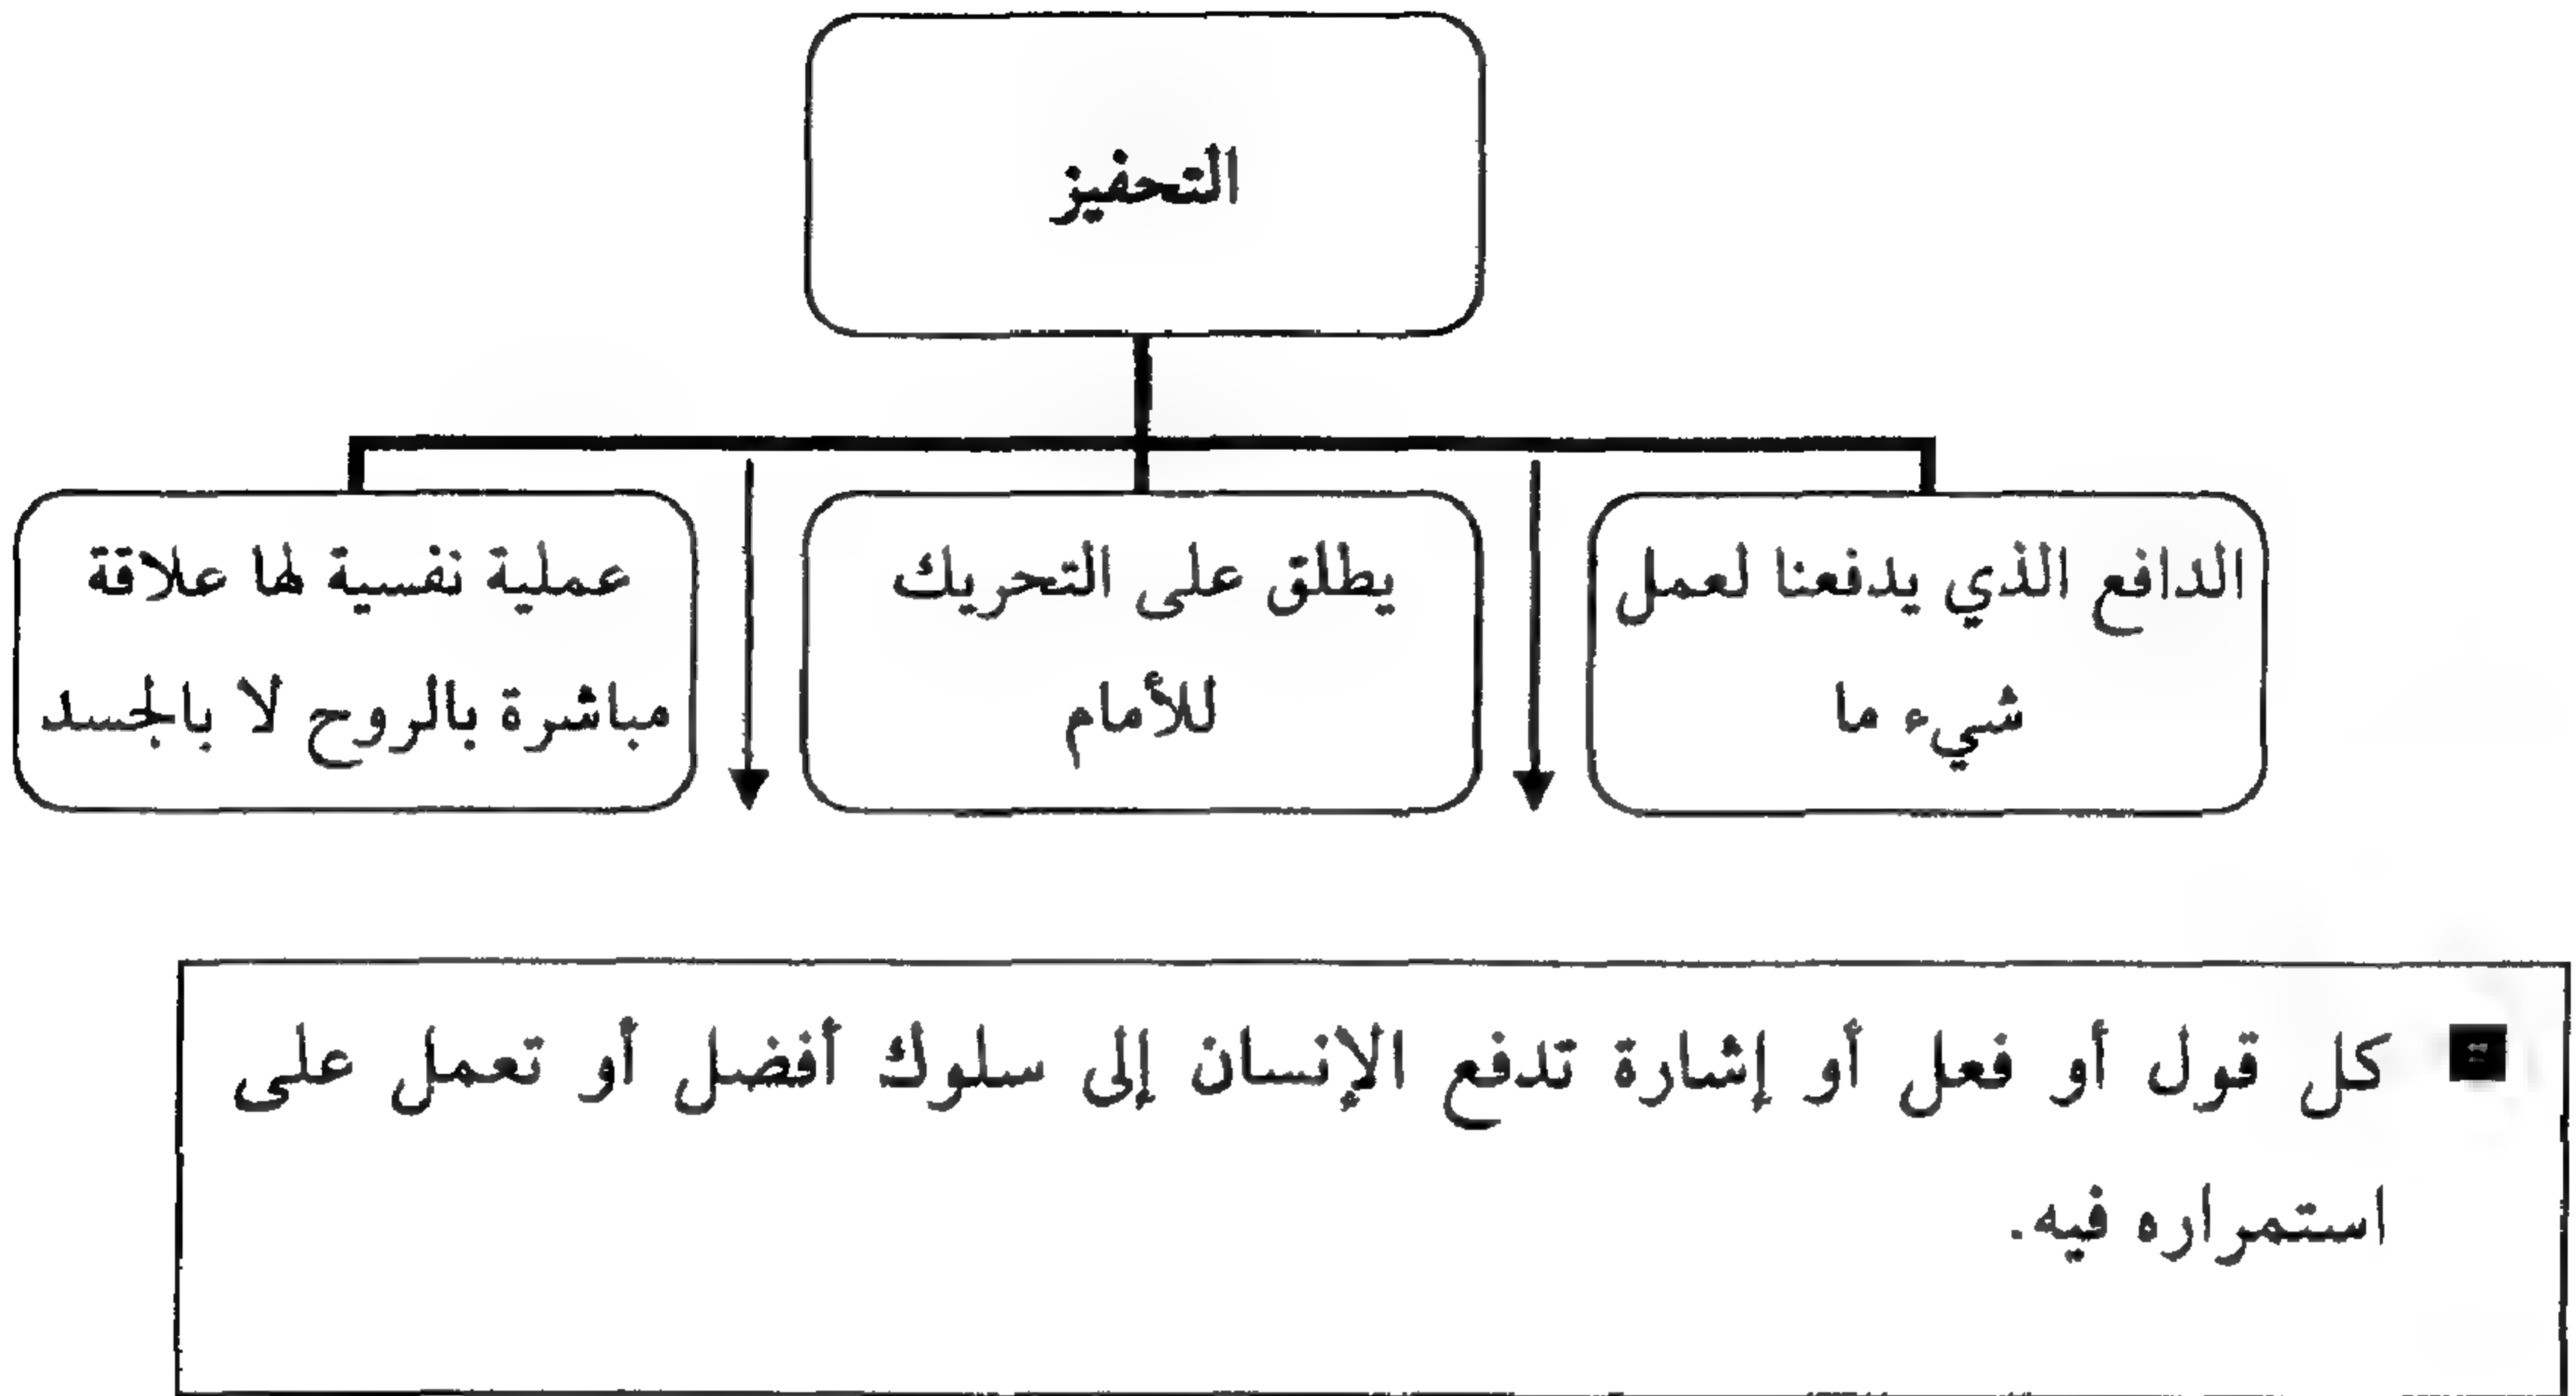 التحفيز
الدافع الذي يدفعنا لعمل
شيء ما
يطلق على التحريك
للأمام
عملية نفسية لها علاقة
مباشرة بالروح لا بالجسد
كل قول أو فعل أو إشارة تدفع الإنسان إلى سلوك أفضل أو تعمل على
استمراره فيه.